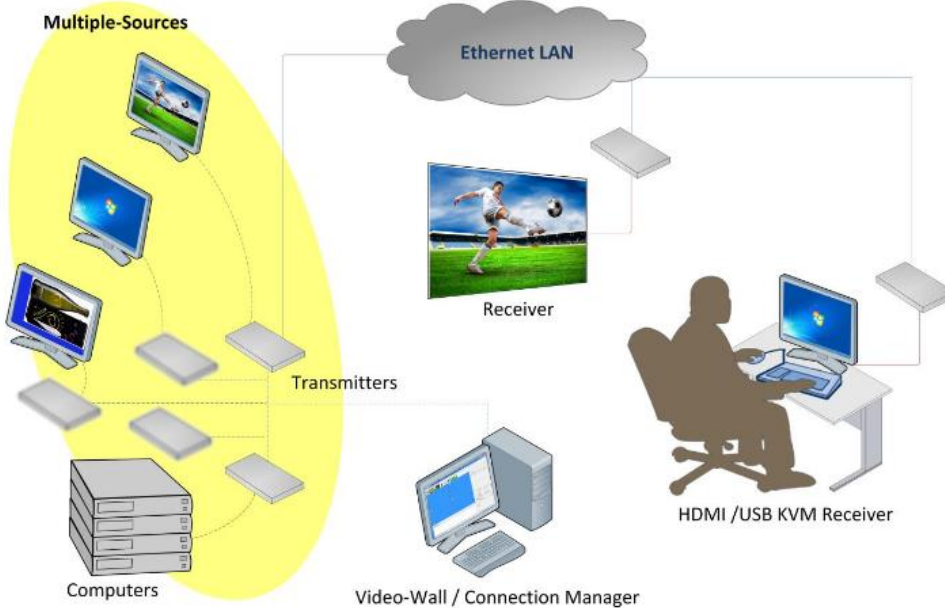 Multiple-Sources
Ethernet LAN
Receiver
Transmitters
HDMI /USB KVM Receiver
Computers
Video-Wall / Connection Manager